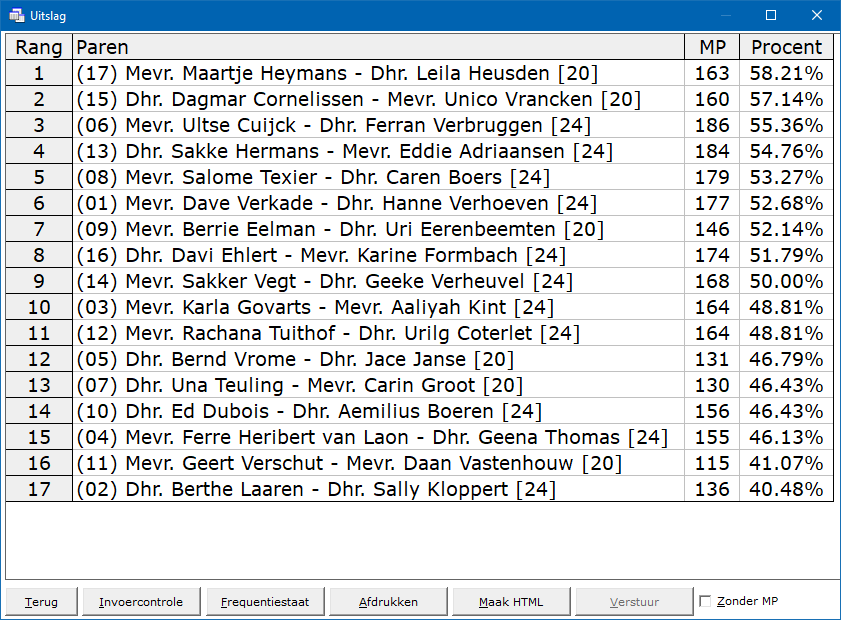 Uitslag
Rang Paren MP Procent
1 (17) Mevr. Maartje Heymans - Dhr. Leila Heusden [20] 163 58.21%
2 (15) Dhr. Dagmar Cornelissen - Mevr. Unico Vrancken [20] 160 57.14%
3 (06) Mevr. Ultse Cuijck - Dhr. Ferran Verbruggen [24] 186 55.36%
4 (13) Dhr. Sakke Hermans - Mevr. Eddie Adriaansen [24] 184 54.76%
5 (08) Mevr. Salome Texier - Dhr. Caren Boers [24] 179 53.27%
6 (01) Mevr. Dave Verkade - Dhr. Hanne Verhoeven [24] 177 52.68%
7 (09) Mevr. Berrie Eelman - Dhr. Uri Eerenbeemten [20] 146 52.14%
8 (16) Dhr. Davi Ehlert - Mevr. Karine Formbach [24] 174 51.79%
9 (14) Mevr. Sakker Vegt - Dhr. Geeke Verheuvel [24] 168 50.00%
10 (03) Mevr. Karla Govarts - Mevr. Aaliyah Kint [24] 164 48.81%
11 (12) Mevr. Rachana Tuithof - Dhr. Urilg Coterlet [24] 164 48.81%
12 (05) Dhr. Bernd Vrome - Dhr. Jace Janse [20] 131 46.79%
13 (07) Dhr. Una Teuling - Mevr. Carin Groot [20] 130 46.43%
14 (10) Dhr. Ed Dubois - Dhr. Aemilius Boeren [24] 156 46.43%
15 (04) Mevr. Ferre Heribert van Laon - Dhr. Geena Thomas [24] 155 46.13%
16 (11) Mevr. Geert Verschut - Mevr. Daan Vastenhouw [20] 115 41.07%
17 (02) Dhr. Berthe Laaren - Dhr. Sally Kloppert [24] 136 40.48%
Terug Invoercontrole Frequentiestaat Afdrukken Maak HTML Verstuur Zonder MP